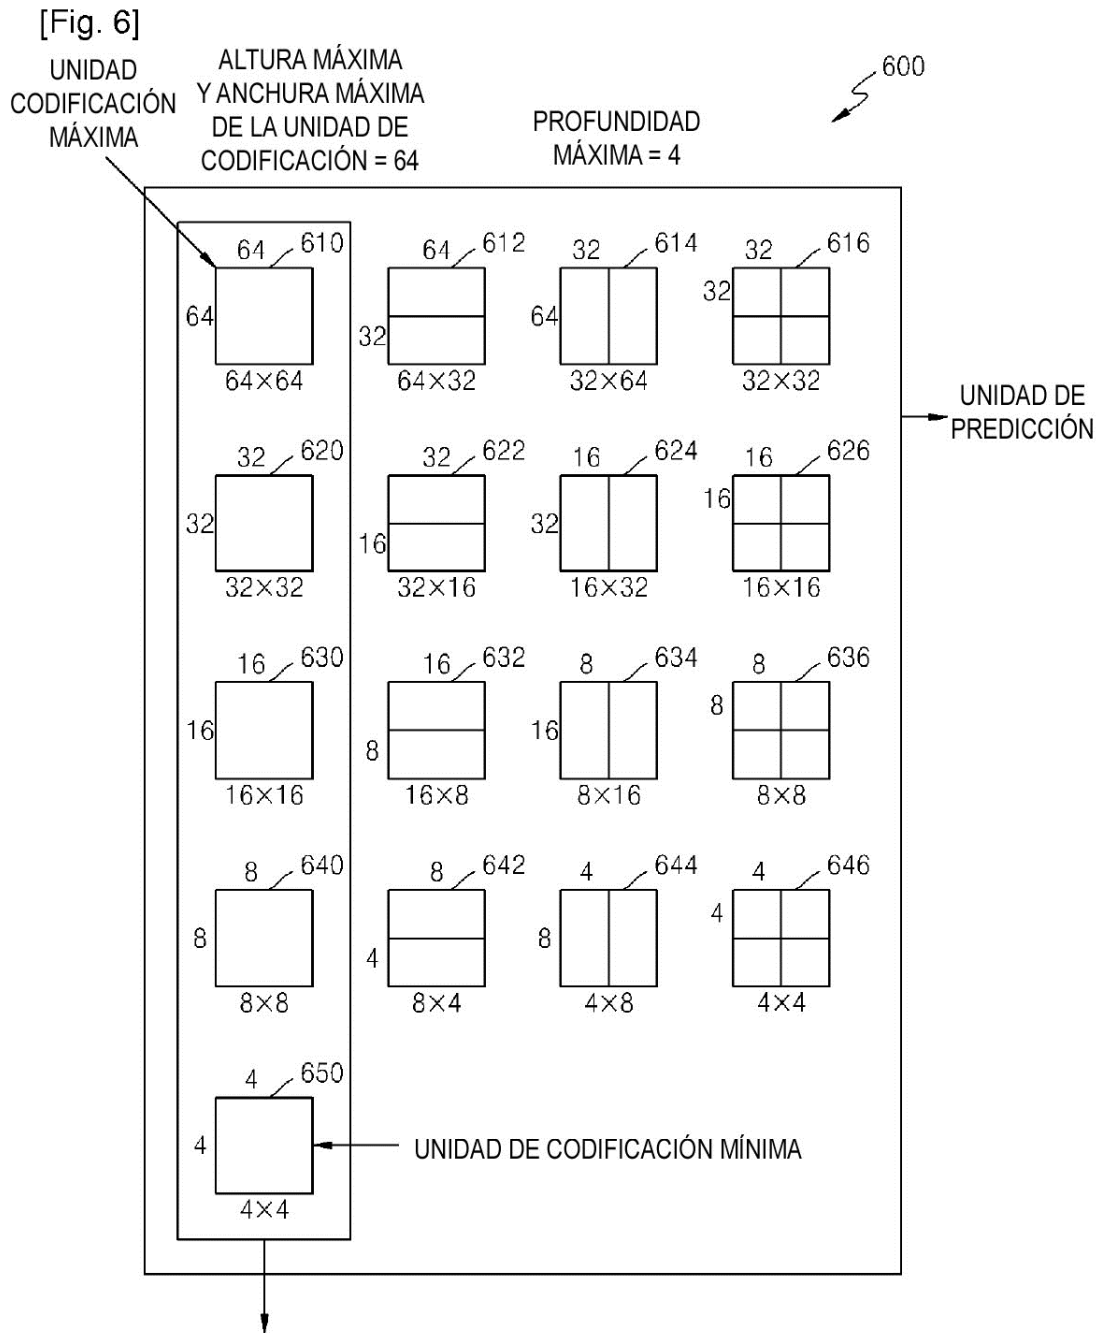 [Fig. 6]
UNIDAD
CODIFICACIÓN
MÁXIMA
ALTURA MÁXIMA
Y ANCHURA MÁXIMA
DE LA UNIDAD DE
CODIFICACIÓN = 64
PROFUNDIDAD
MÁXIMA = 4
600
64 610 64 612 32 614 32 616
64 32 64 32
64×64 64×32 32×64 32×32
UNIDAD DE
PREDICCIÓN
32 620 32 622 16 624 16 626
32 16 32 16
32×32 32×16 16×32 16×16
16 630 16 632 8 634 8 636
16 8 16 8
16×16 16×8 8×16 8×8
8 640 8 642 4 644 4 646
8 4 8 4
8×8 8×4 4×8 4×4
4 650
4
UNIDAD DE CODIFICACIÓN MÍNIMA
4×4